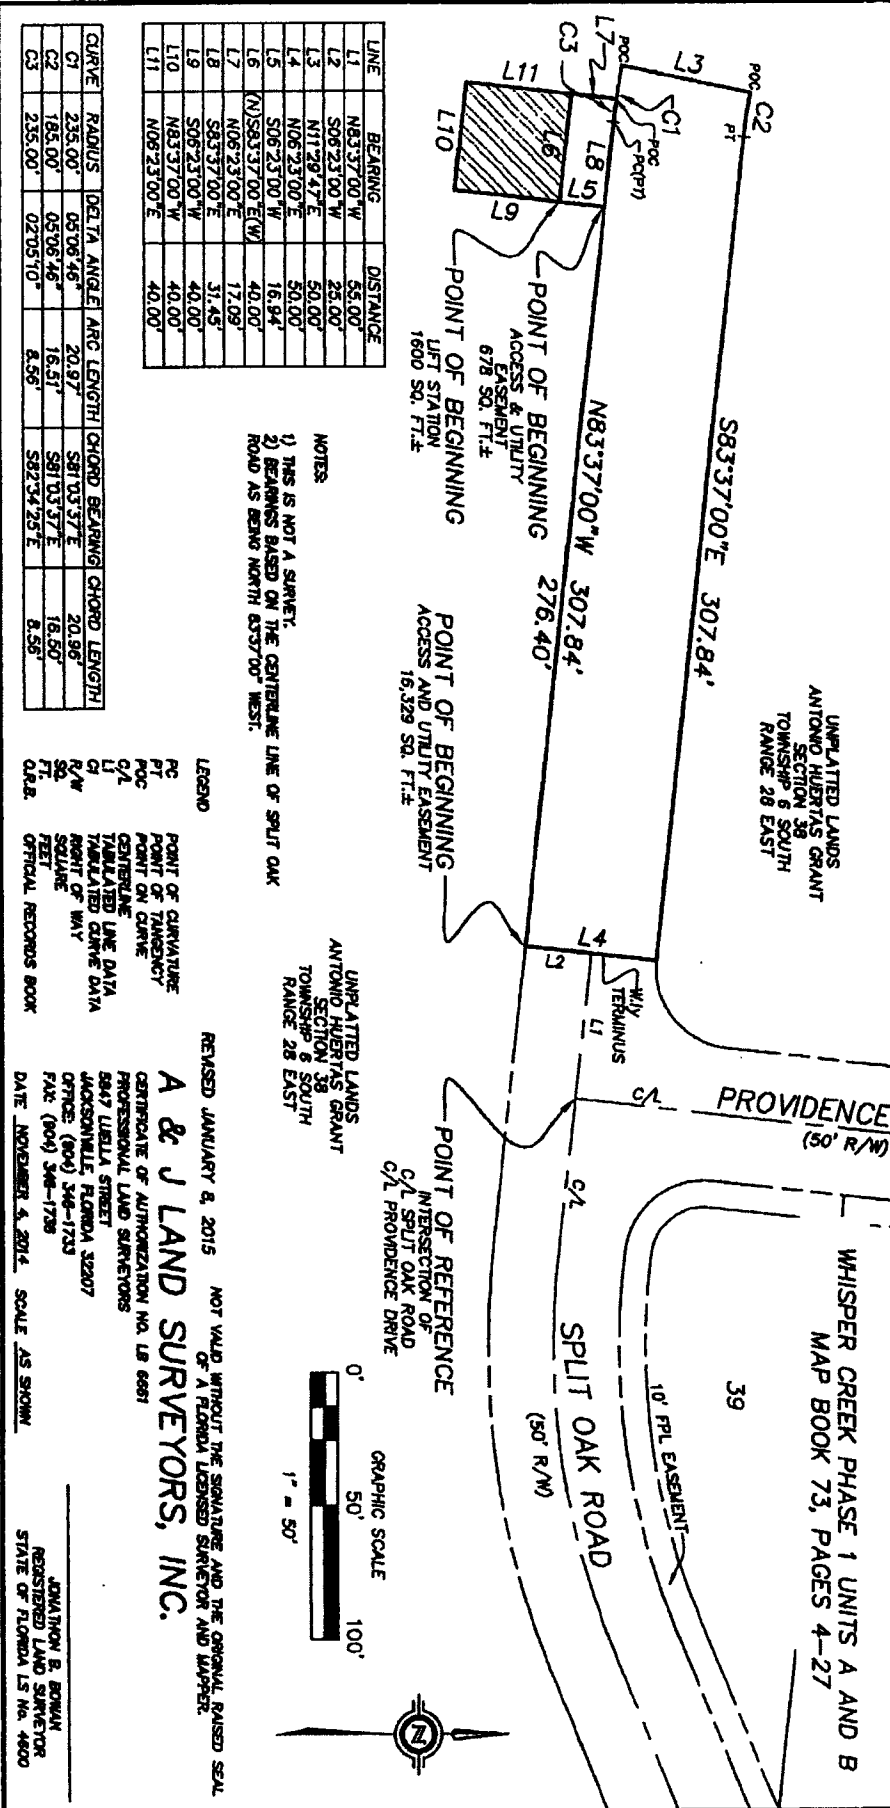 WHISPER CREEK PHASE 1 UNITS A AND B
MAP BOOK 73, PAGES 4-27
39
10' FPL EASEMENT
PROVIDENCE
(50' R/W)
C/L
C/L
SPLIT OAK ROAD
(50' R/W)
UNPLATTED LANDS
ANTONIO HUERTAS GRANT
SECTION 38
TOWNSHIP 6 SOUTH
RANGE 28 EAST
POC
C2
PT
L3
POC
L7
C3
C1
POC
PC(PT)
L8
L11
L6
L5
L10
L9
S83°37'00"E 307.84'
N83°37'00"W 307.84'
276.40'
L4
L2
L1
W'ly
TERMINUS
POINT OF BEGINNING
ACCESS & UTILITY
EASEMENT
678 SQ. FT.±
POINT OF BEGINNING
LIFT STATION
1600 SQ. FT.±
POINT OF BEGINNING
ACCESS AND UTILITY EASEMENT
16,329 SQ. FT.±
POINT OF REFERENCE
INTERSECTION OF
C/L SPLIT OAK ROAD
C/L PROVIDENCE DRIVE
UNPLATTED LANDS
ANTONIO HUERTAS GRANT
SECTION 38
TOWNSHIP 6 SOUTH
RANGE 28 EAST
LINE BEARING DISTANCE
L1 N83°37'00"W 55.00'
L2 S06°23'00"W 25.00'
L3 N11°29'47"E 50.00'
L4 N06°23'00"E 50.00'
L5 S06°23'00"W 16.94'
L6 (N)S83°37'00"E(W) 40.00'
L7 N06°23'00"E 17.09'
L8 S83°37'00"E 31.45'
L9 S06°23'00"W 40.00'
L10 N83°37'00"W 40.00'
L11 N06°23'00"E 40.00'
CURVE RADIUS DELTA ANGLE ARC LENGTH CHORD BEARING CHORD LENGTH
C1 235.00' 05°06'46" 20.97' S81°03'37"E 20.96'
C2 185.00' 05°06'46" 16.51' S81°03'37"E 16.50'
C3 235.00' 02°05'10" 8.56' S82°34'25"E 8.56'
NOTES:
1) THIS IS NOT A SURVEY.
2) BEARINGS BASED ON THE CENTERLINE LINE OF SPLIT OAK
ROAD AS BEING NORTH 83°37'00" WEST.
LEGEND
PC POINT OF CURVATURE
PT POINT OF TANGENCY
POC POINT ON CURVE
C/L CENTERLINE
L1 TABULATED LINE DATA
C1 TABULATED CURVE DATA
R/W RIGHT OF WAY
SQ. SQUARE
FT. FEET
O.R.B. OFFICIAL RECORDS BOOK
GRAPHIC SCALE
0' 50' 100'
1" = 50'
N
REVISED JANUARY 8, 2015
NOT VALID WITHOUT THE SIGNATURE AND THE ORIGINAL RAISED SEAL
OF A FLORIDA LICENSED SURVEYOR AND MAPPER.
A & J LAND SURVEYORS, INC.
CERTIFICATE OF AUTHORIZATION NO. LB 6661
PROFESSIONAL LAND SURVEYORS
5847 LUELLA STREET
JACKSONVILLE, FLORIDA 32207
OFFICE: (904) 346-1733
FAX: (904) 346-1736
DATE NOVEMBER 4, 2014 SCALE AS SHOWN
JONATHON B. BOWAN
REGISTERED LAND SURVEYOR
STATE OF FLORIDA LS No. 4600